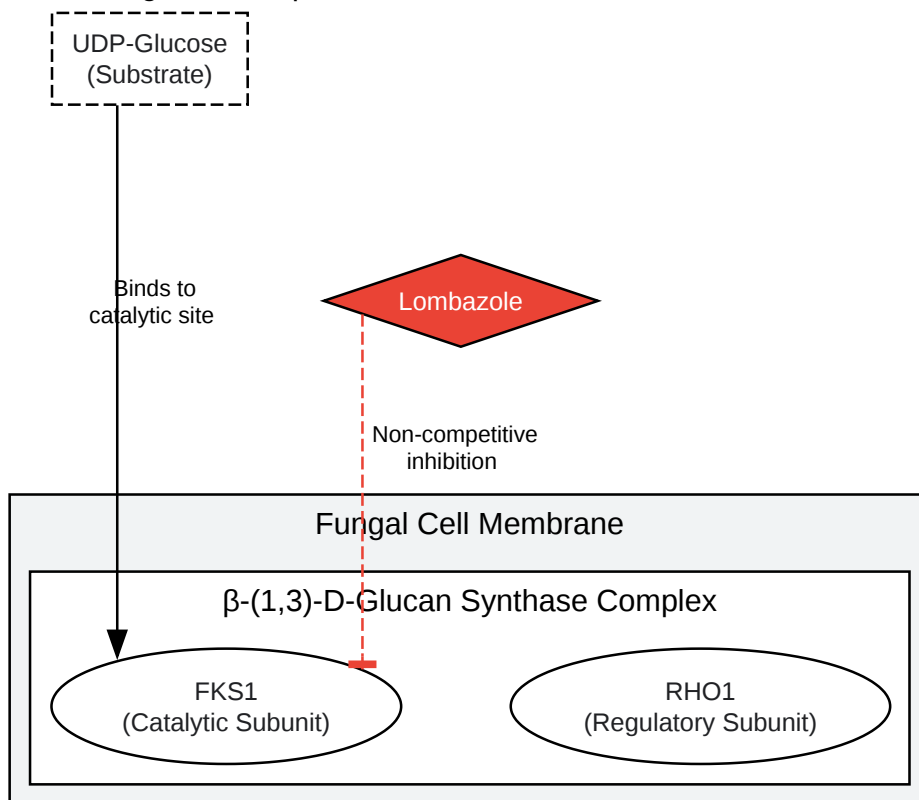 UDP-Glucose
(Substrate)
Binds to
catalytic site
Lombazole
Non-competitive
inhibition
Fungal Cell Membrane
β-(1,3)-D-Glucan Synthase Complex
FKS1
(Catalytic Subunit)
RHO1
(Regulatory Subunit)